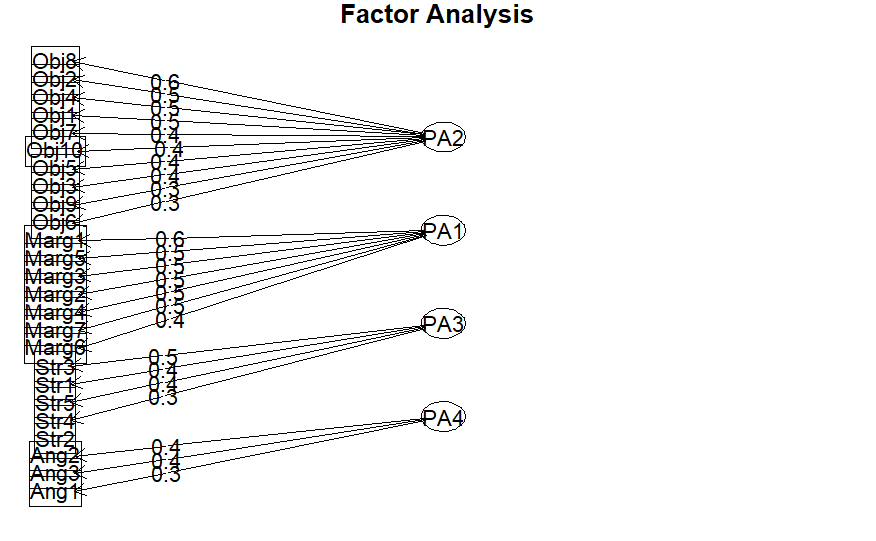 Factor Analysis
Obj8
Obj2
Obj4
Obj1
Obj7
Obj10
Obj5
Obj3
Obj9
Obj6
Marg1
Marg5
Marg3
Marg2
Marg4
Marg7
Marg6
Str3
Str1
Str5
Str4
Str2
Ang2
Ang3
Ang1
0.6
0.5
0.5
0.5
0.4
0.4
0.4
0.4
0.3
0.3
0.6
0.5
0.5
0.5
0.5
0.5
0.4
0.5
0.4
0.4
0.3
0.4
0.4
0.3
PA2
PA1
PA3
PA4